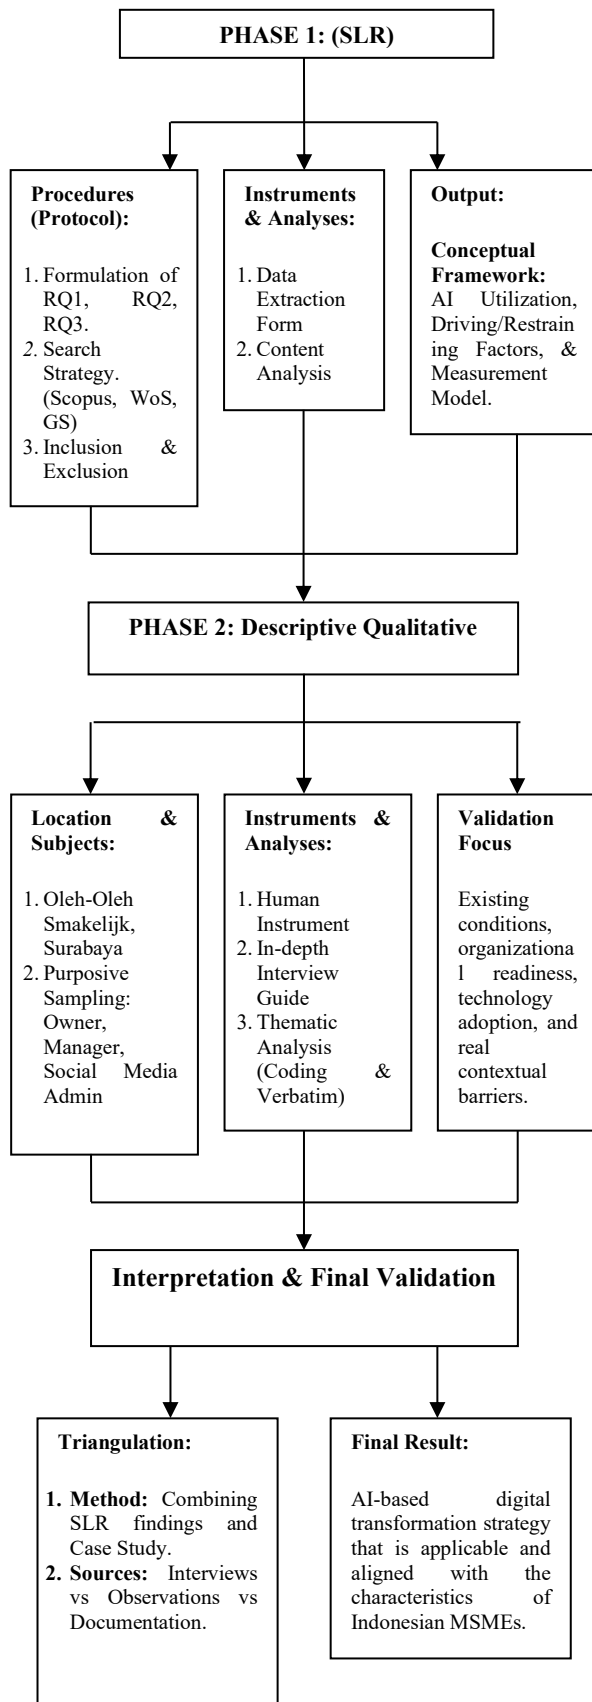 PHASE 1: (SLR)
Procedures
(Protocol):
1. Formulation of
RQ1, RQ2,
RQ3.
2. Search
Strategy.
(Scopus, WoS,
GS)
3. Inclusion &
Exclusion
Instruments
& Analyses:
1. Data
Extraction
Form
2. Content
Analysis
Output:
Conceptual
Framework:
AI Utilization,
Driving/Restrain
ing Factors, &
Measurement
Model.
PHASE 2: Descriptive Qualitative
Location &
Subjects:
1. Oleh-Oleh
Smakelijk,
Surabaya
2. Purposive
Sampling:
Owner,
Manager,
Social Media
Admin
Instruments &
Analyses:
1. Human
Instrument
2. In-depth
Interview
Guide
3. Thematic
Analysis
(Coding &
Verbatim)
Validation
Focus
Existing
conditions,
organizationa
l readiness,
technology
adoption, and
real
contextual
barriers.
Interpretation & Final Validation
Triangulation:
1. Method: Combining
SLR findings and
Case Study.
2. Sources: Interviews
vs Observations vs
Documentation.
Final Result:
AI-based digital
transformation strategy
that is applicable and
aligned with the
characteristics of
Indonesian MSMEs.